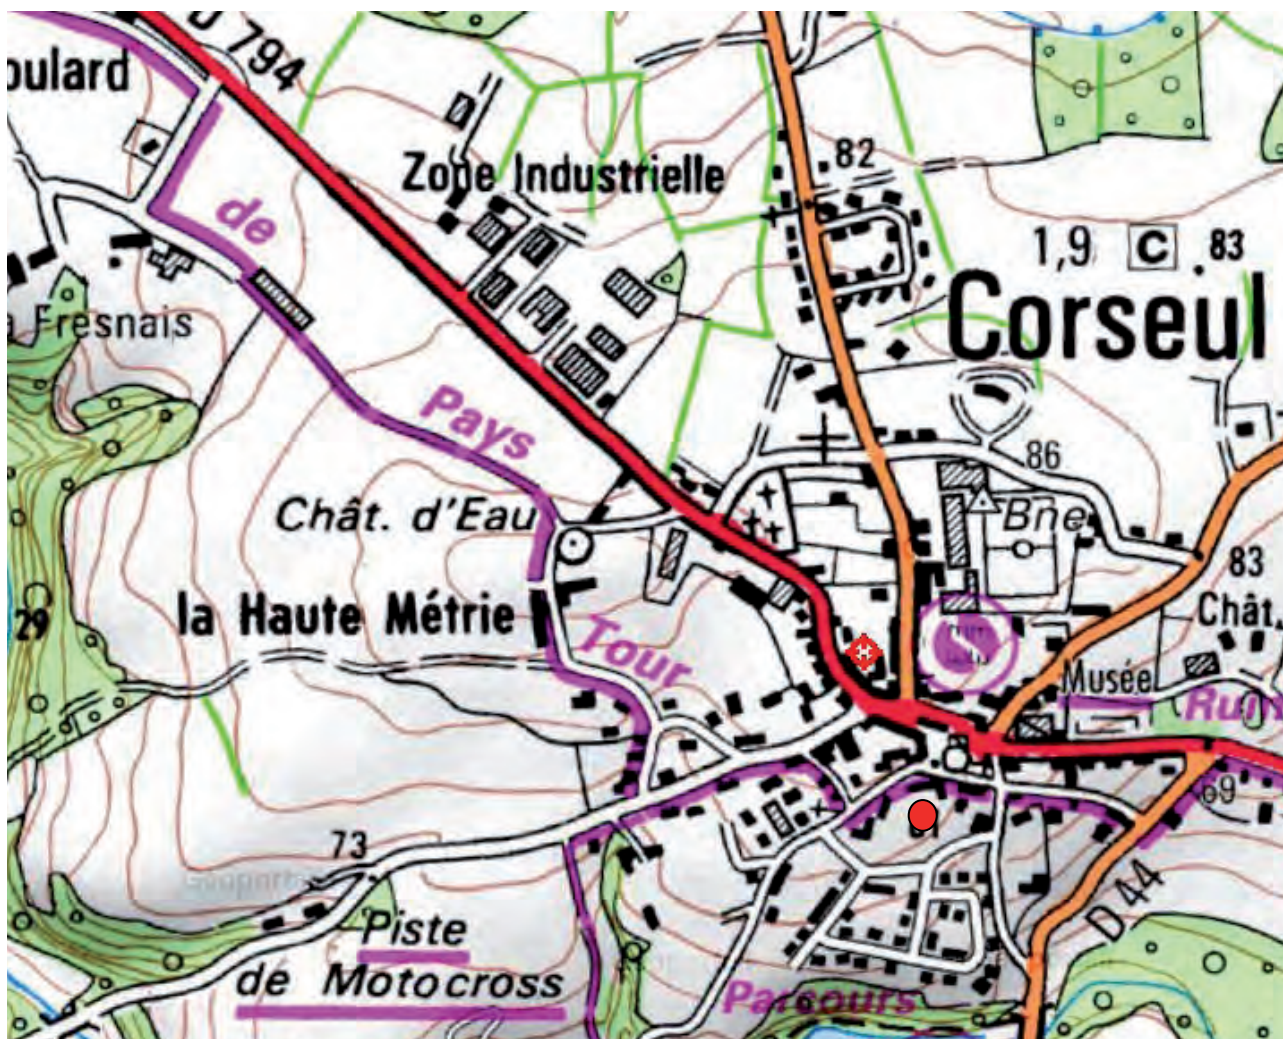 D 794
oulard
Zone Industrielle
82
de
1,9 C .83
Corseul
Fresnais
Pays
86
Chât. d'Eau
Bne
83
29
la Haute Métrie
Chât.
Tour
Musée
Rui
69
73
D 44
Piste
de Motocross
Parcours